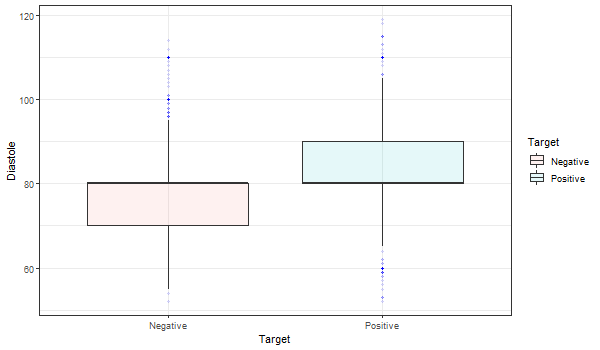 120
100
80
60
Diastole
Negative
Positive
Target
Target
Negative
Positive